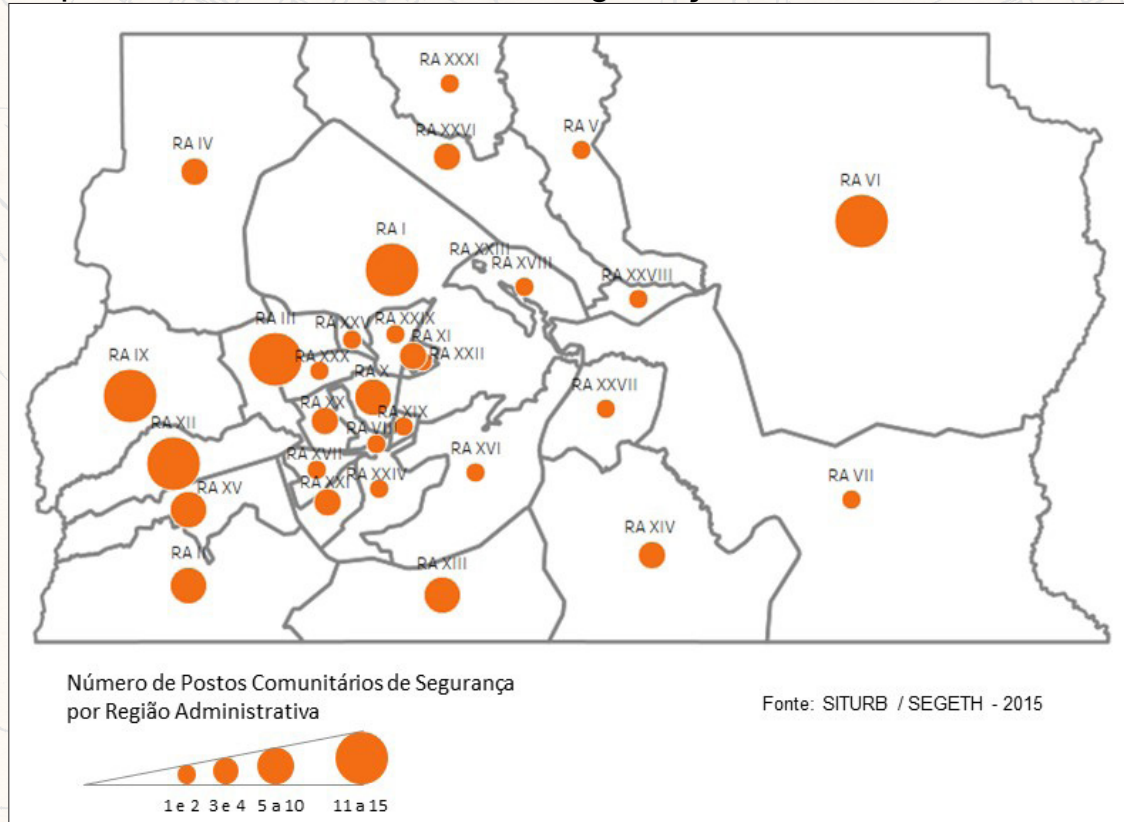 RA XXXI
RA XXVI
RA V
RA IV
RA VI
RA I
RA XXIII
RA XVIII
RA XXVIII
RA III
RA XXV
RA XXIX
RA XI
RA XXII
RA XXX
RA IX
RA X
RA XXVII
RA XX
RA XIX
RA XII
RA VIII
RA XVII
RA XVI
RA XXI
RA XXIV
RA XV
RA VII
RA II
RA XIV
RA XIII
Número de Postos Comunitários de Segurança
por Região Administrativa
Fonte: SITURB / SEGETH - 2015
1 e 2 3 e 4 5 a 10 11 a 15